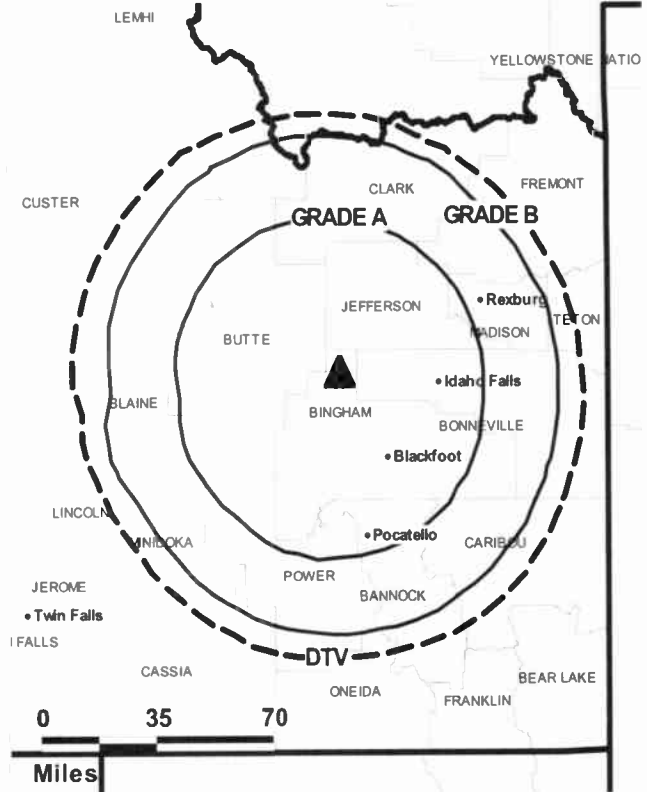 LEMHI
YELLOWSTONE NATIO
CUSTER
CLARK
FREMONT
GRADE A
GRADE B
JEFFERSON
Rexburg
TETON
MADISON
BUTTE
Idaho Falls
BLAINE
BINGHAM
BONNEVILLE
Blackfoot
LINCOLN
Pocatello
MINIDOKA
CARIBOU
POWER
JEROME
BANNOCK
Twin Falls
FALLS
DTV
CASSIA
BEAR LAKE
ONEIDA
FRANKLIN
0 35 70
Miles